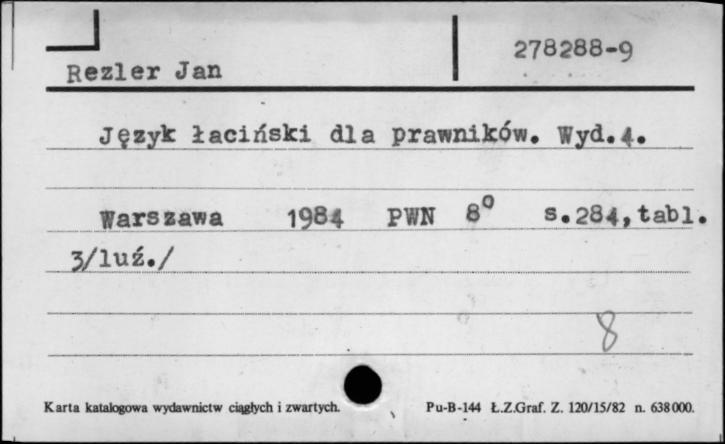 278288-9
Rezler Jan
Język łaciński dla prawników. Wyd.4.
Warszawa 1984 PWN 8° s.284,tabl.
3/luź./
8
Karta katalogowa wydawnictw ciągłych i zwartych. Pu-B-144 Ł.Z.Graf. Z. 120/15/82 n. 638000.